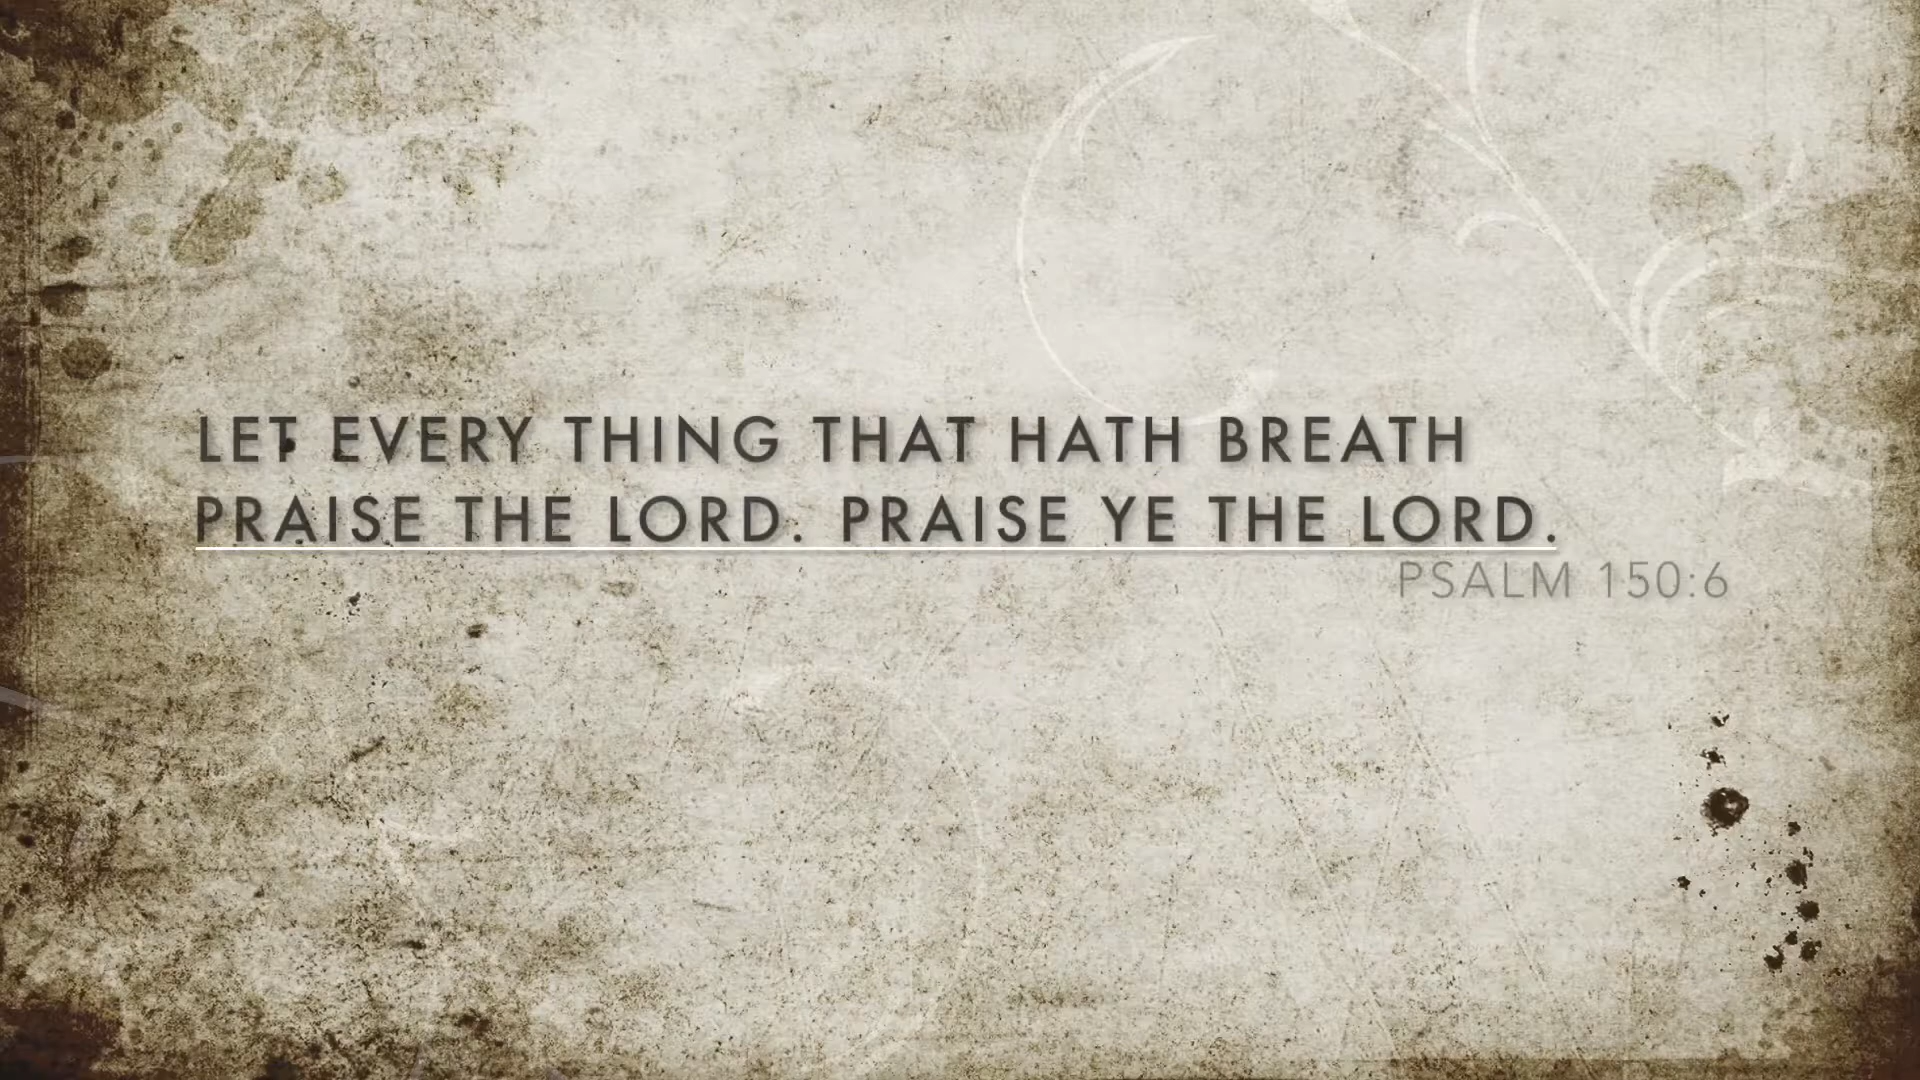 LET EVERY THING THAT HATH BREATH
PRAISE THE LORD. PRAISE YE THE LORD.
PSALM 150:6